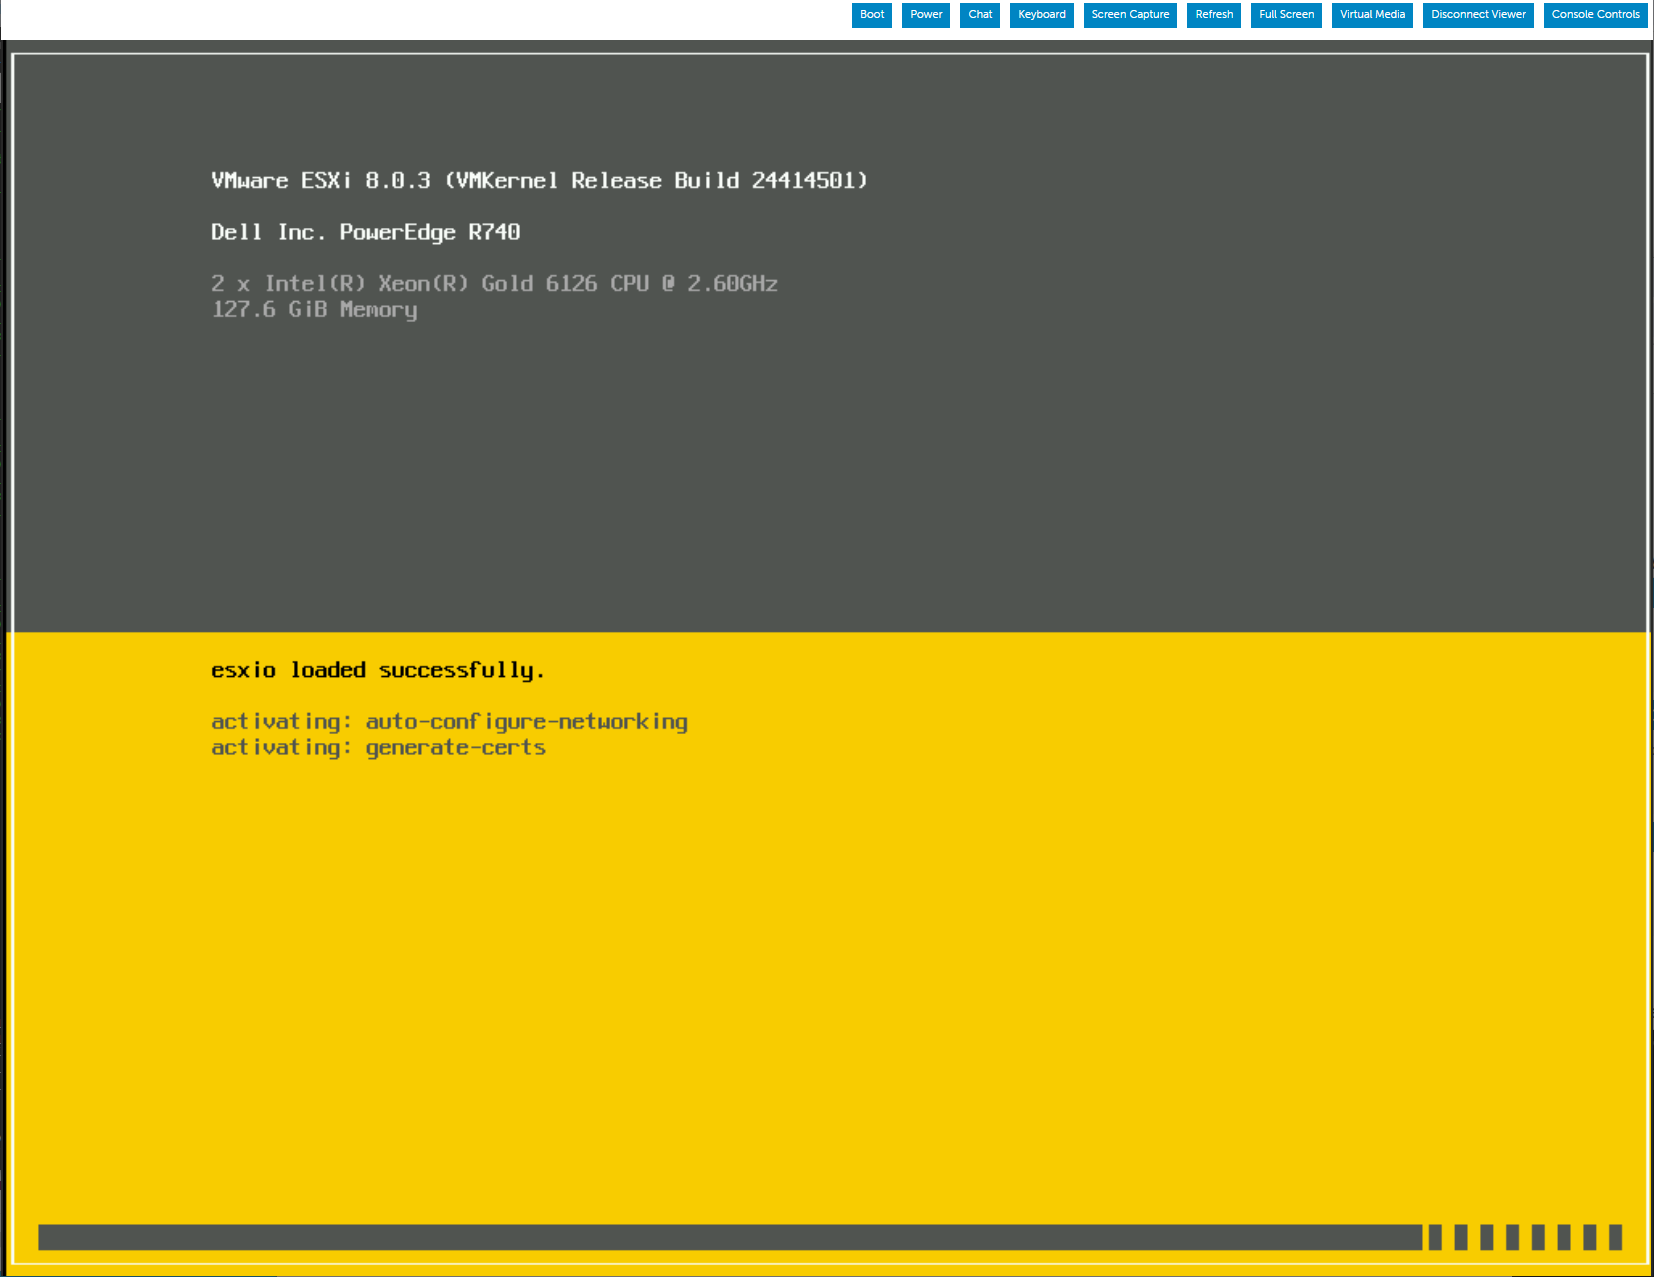 Boot Power Chat Keyboard Screen Capture Refresh Full Screen Virtual Media Disconnect Viewer Console Controls
VMware ESXi 8.0.3 (VMKernel Release Build 24414501)
Dell Inc. PowerEdge R740
2 x Intel(R) Xeon(R) Gold 6126 CPU @ 2.60GHz
127.6 GiB Memory
esxio loaded successfully.
activating: auto-configure-networking
activating: generate-certs